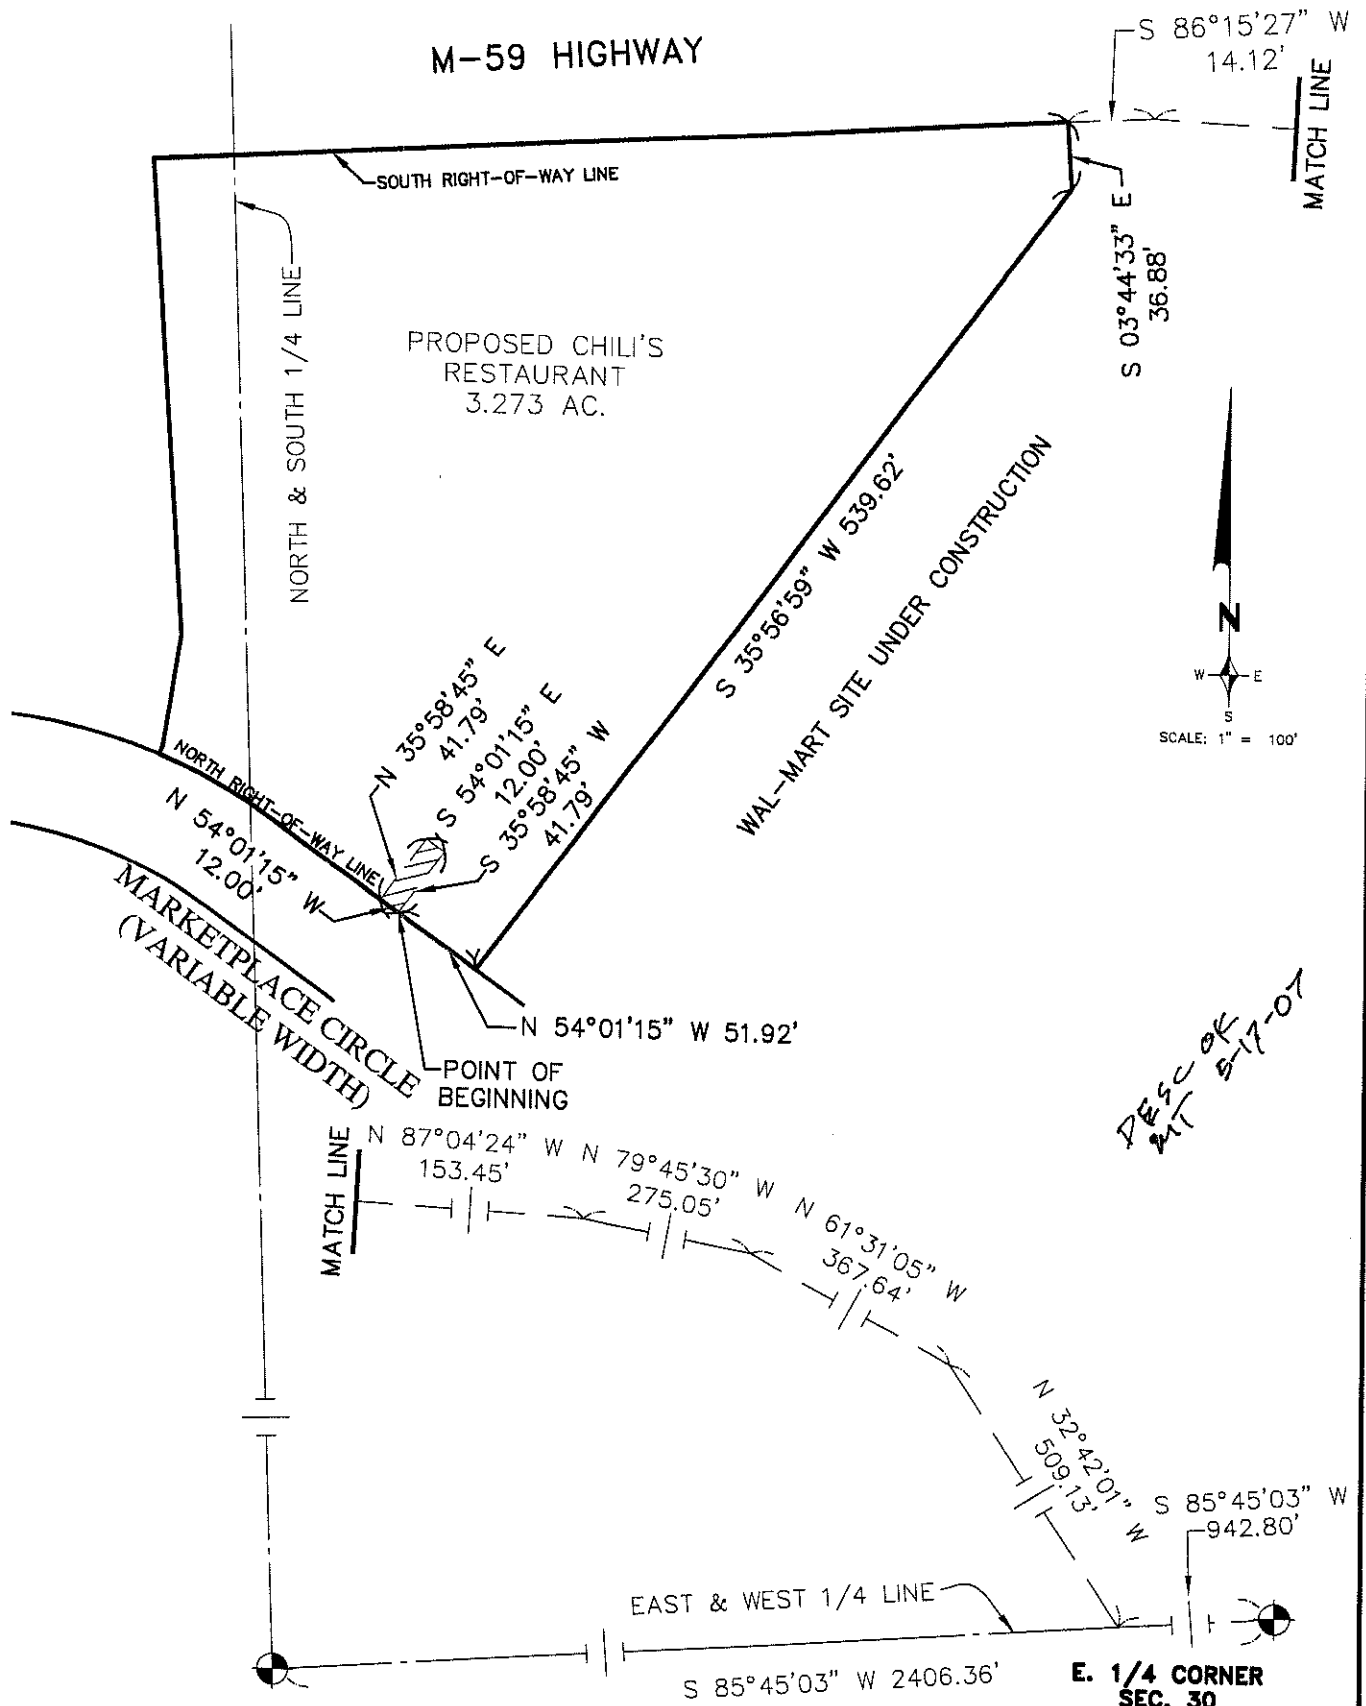 M-59 HIGHWAY
S 86°15'27" W
14.12'
MATCH LINE
SOUTH RIGHT-OF-WAY LINE
S 03°44'33" E
36.88'
NORTH & SOUTH 1/4 LINE
PROPOSED CHILI'S
RESTAURANT
3.273 AC.
S 35°56'59" W 539.62'
WAL-MART SITE UNDER CONSTRUCTION
N
W E
S
SCALE: 1" = 100'
N 35°58'45" E
41.79'
S 54°01'15" E
12.00'
S 35°58'45" W
41.79'
NORTH RIGHT-OF-WAY LINE
N 54°01'15" W
12.00'
MARKETPLACE CIRCLE
(VARIABLE WIDTH)
N 54°01'15" W 51.92'
POINT OF
BEGINNING
DESC OK
MT 5-17-07
MATCH LINE
N 87°04'24" W
153.45'
N 79°45'30" W
275.05'
N 61°31'05" W
367.64'
N 32°42'01" W
509.13'
S 85°45'03" W
942.80'
EAST & WEST 1/4 LINE
S 85°45'03" W 2406.36'
E. 1/4 CORNER
SEC. 30